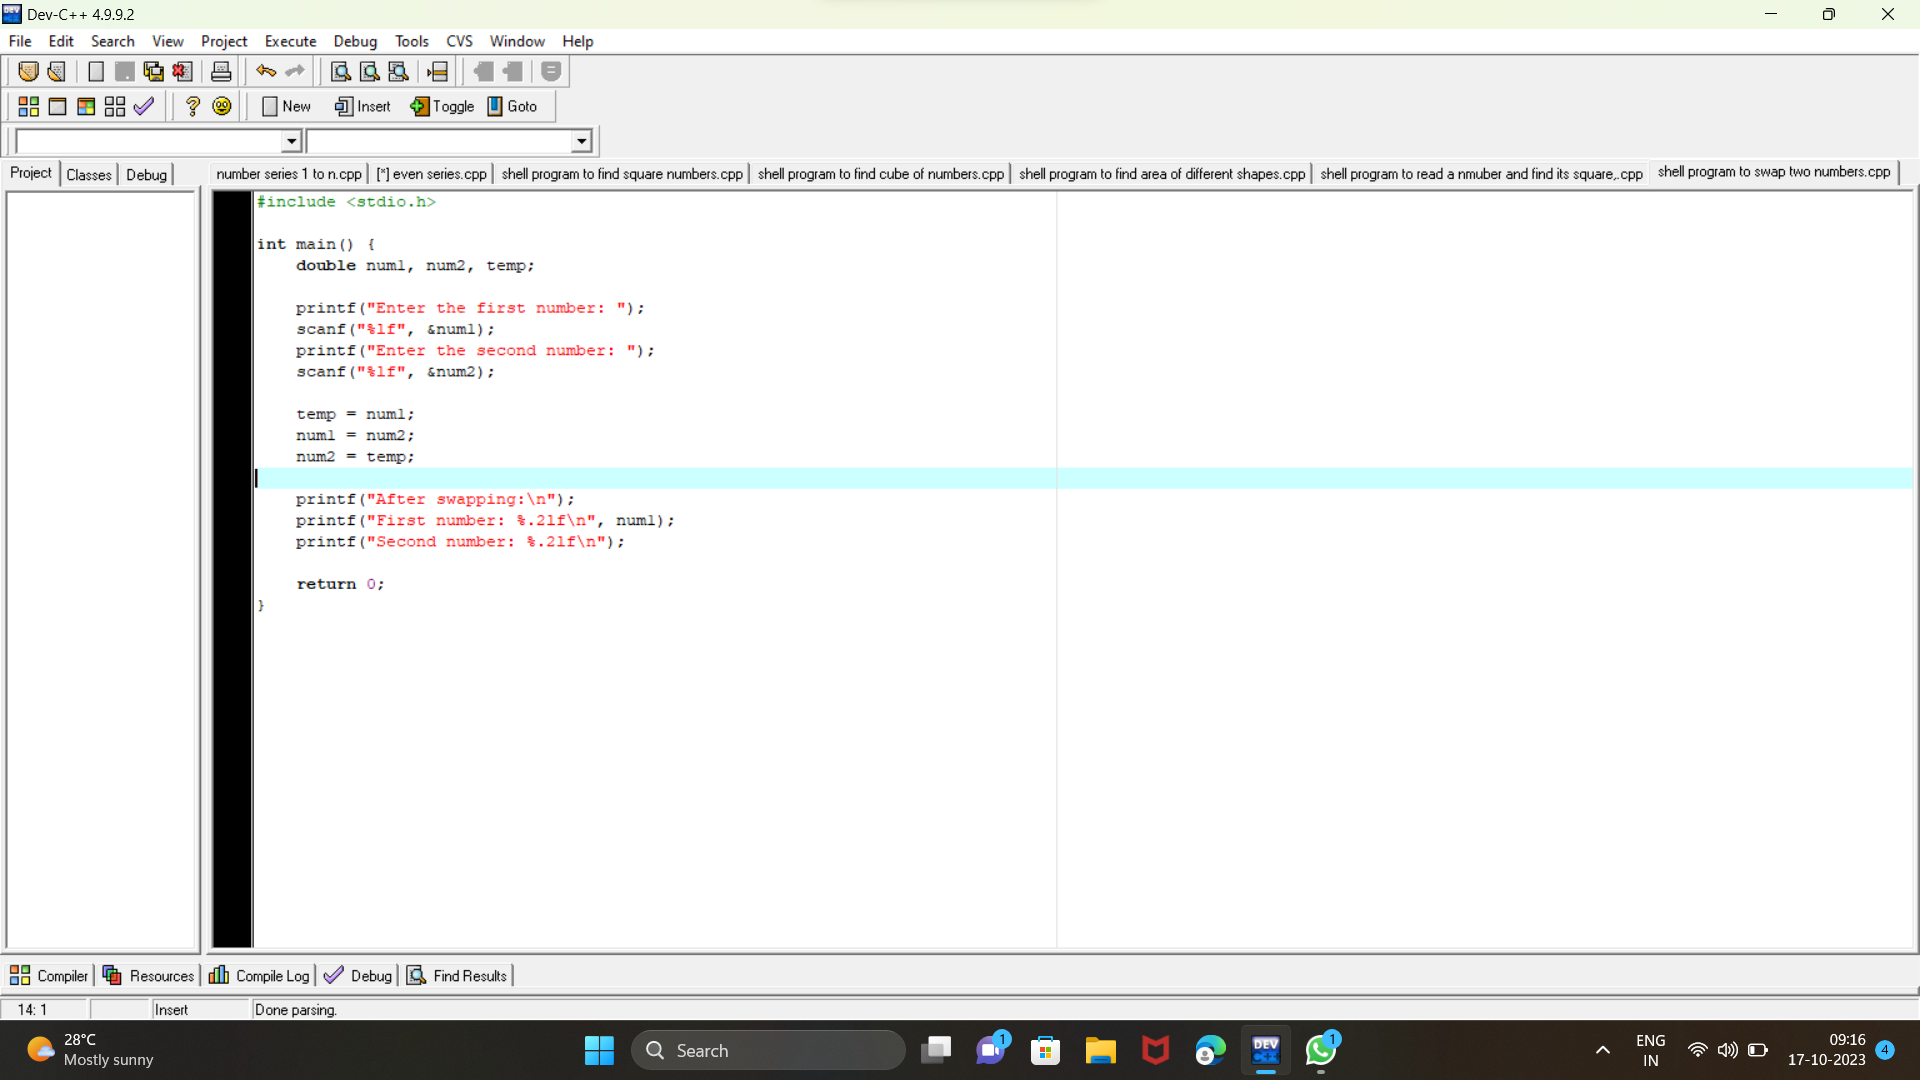 Dev-C++ 4.9.9.2
File Edit Search View Project Execute Debug Tools CVS Window Help
New Insert Toggle Goto
Project Classes Debug
number series 1 to n.cpp [*] even series.cpp shell program to find square numbers.cpp shell program to find cube of numbers.cpp shell program to find area of different shapes.cpp shell program to read a nmuber and find its square,.cpp shell program to swap two numbers.cpp
#include <stdio.h>
int main() {
double num1, num2, temp;
printf("Enter the first number: ");
scanf("%lf", &num1);
printf("Enter the second number: ");
scanf("%lf", &num2);
temp = num1;
num1 = num2;
num2 = temp;
printf("After swapping:\n");
printf("First number: %.2lf\n", num1);
printf("Second number: %.2lf\n");
return 0;
}
Compiler Resources Compile Log Debug Find Results
14: 1 Insert Done parsing.
28°C
Mostly sunny
Search
1
DEV
C++
1
ENG
IN
09:16
17-10-2023
4